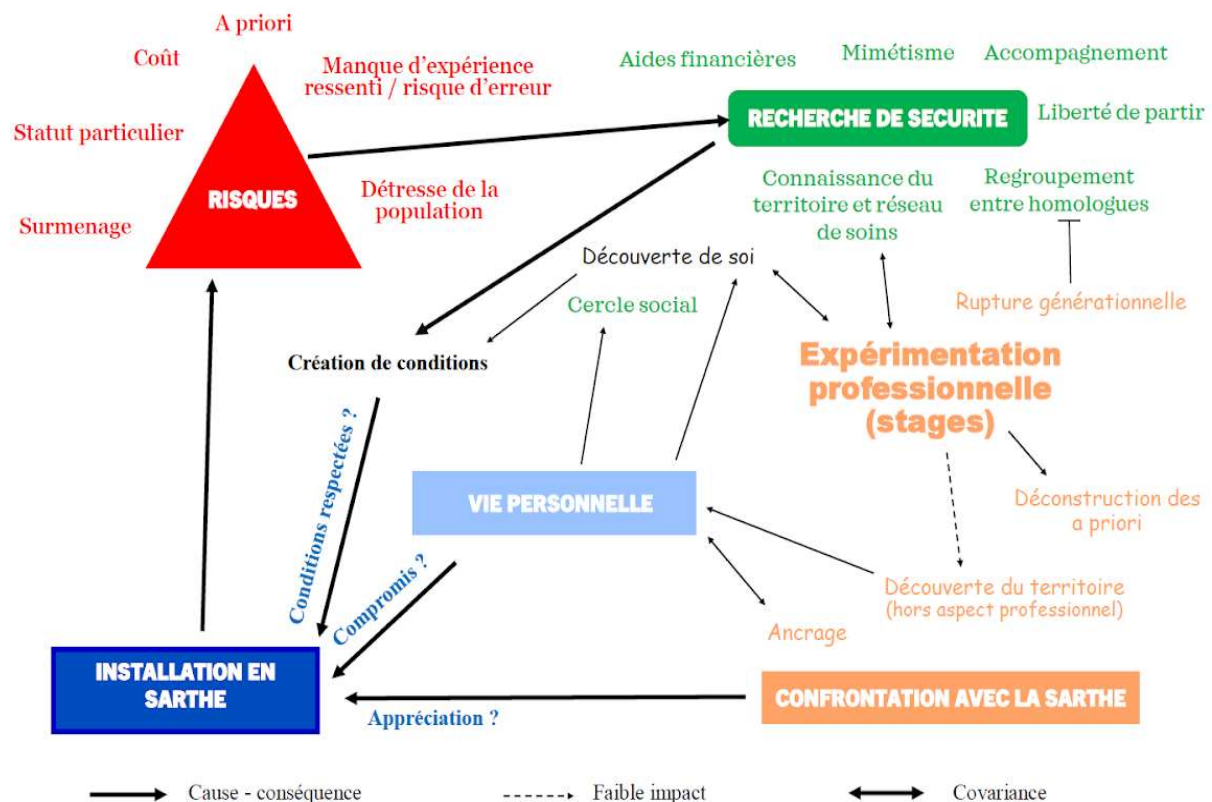 A priori
Coût
Manque d'expérience
ressenti / risque d'erreur
Aides financières
Mimétisme
Accompagnement
Statut particulier
RECHERCHE DE SECURITE
Liberté de partir
RISQUES
Détresse de la
population
Surmenage
Connaissance du
territoire et réseau
de soins
Regroupement
entre homologues
Découverte de soi
Cercle social
Rupture générationnelle
Création de conditions
Expérimentation
professionnelle
(stages)
Conditions respectées ?
VIE PERSONNELLE
Déconstruction des
a priori
Compromis ?
Découverte du territoire
(hors aspect professionnel)
Ancrage
INSTALLATION EN
SARTHE
CONFRONTATION AVEC LA SARTHE
Appréciation ?
Cause - conséquence
Faible impact
Covariance